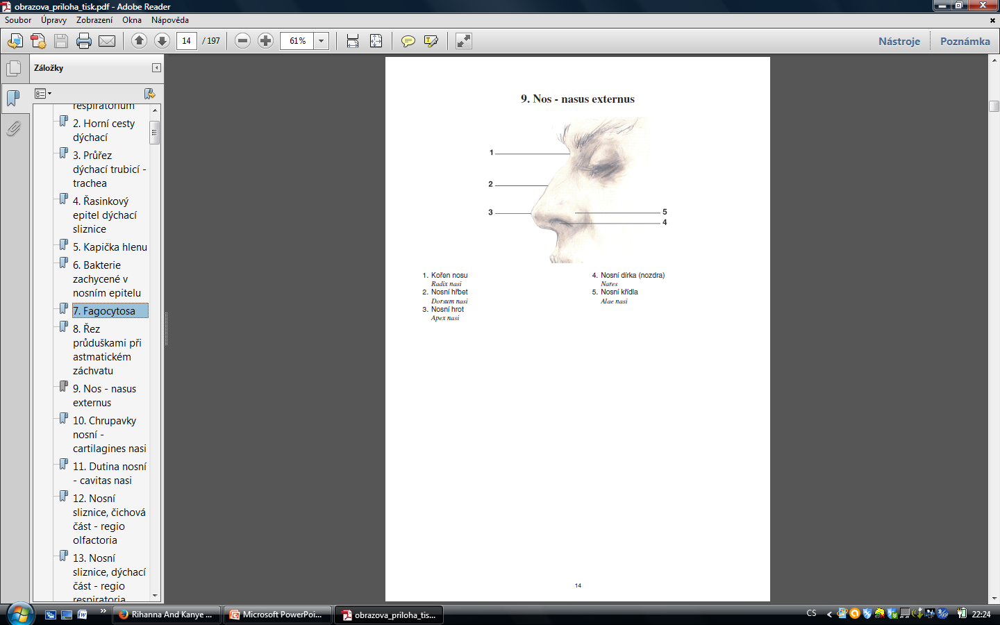 obrazova_priloha_tisk.pdf - Adobe Reader
Soubor Úpravy Zobrazení Okna Nápověda
14 / 197 61% Nástroje Poznámka
Záložky
respiratorium
2. Horní cesty
dýchací
3. Průřez
dýchací trubicí -
trachea
4. Řasinkový
epitel dýchací
sliznice
5. Kapička hlenu
6. Bakterie
zachycené v
nosním epitelu
7. Fagocytosa
8. Řez
průduškami při
astmatickém
záchvatu
9. Nos - nasus
externus
10. Chrupavky
nosní -
cartilagines nasi
11. Dutina nosní
- cavitas nasi
12. Nosní
sliznice, čichová
část - regio
olfactoria
13. Nosní
sliznice, dýchací
část - regio
respiratoria
9. Nos - nasus externus
1
2
3
5
4
1. Kořen nosu
Radix nasi
2. Nosní hřbet
Dorsum nasi
3. Nosní hrot
Apex nasi
4. Nosní dírka (nozdra)
Nares
5. Nosní křídla
Alae nasi
14
Rihanna And Kanye ... Microsoft PowerPoi... obrazova_priloha_tis... CS 22:24